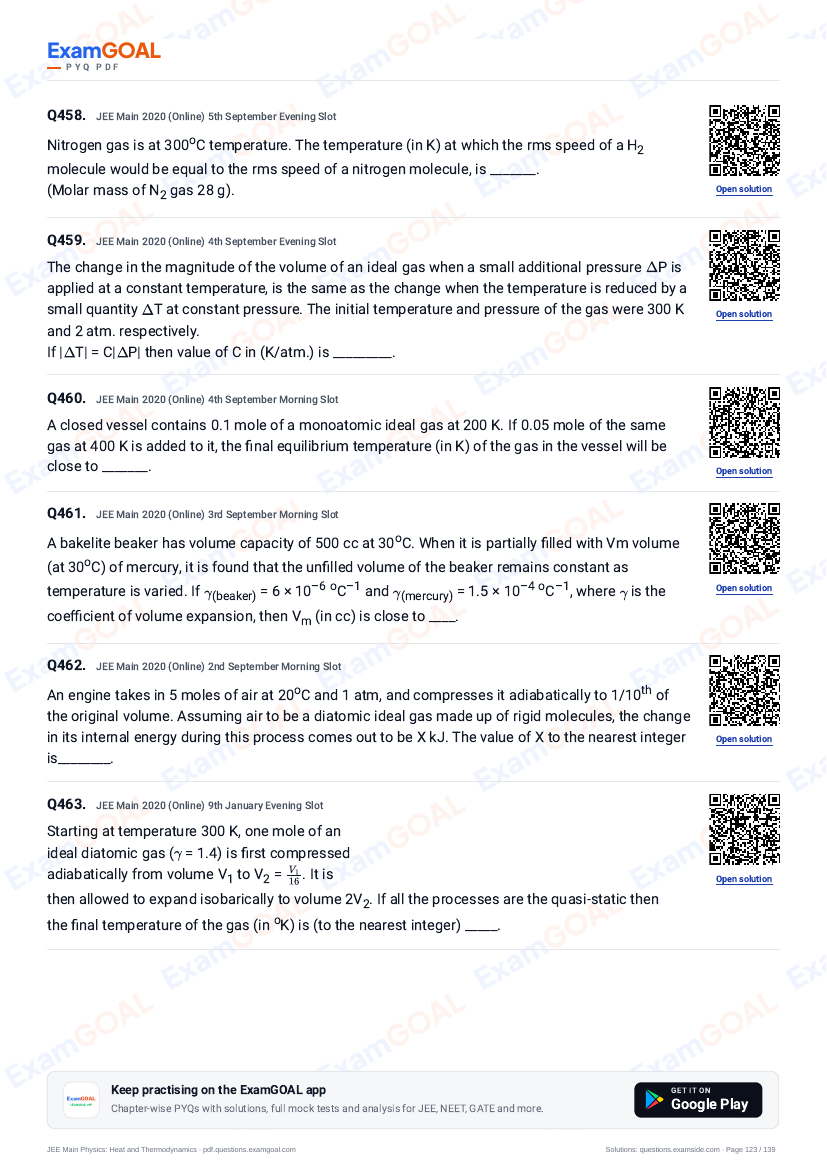 ExamGOAL
PYQ PDF
Q458. JEE Main 2020 (Online) 5th September Evening Slot
Nitrogen gas is at 300°C temperature. The temperature (in K) at which the rms speed of a H₂
molecule would be equal to the rms speed of a nitrogen molecule, is ______.
(Molar mass of N₂ gas 28 g).
Open solution
Q459. JEE Main 2020 (Online) 4th September Evening Slot
The change in the magnitude of the volume of an ideal gas when a small additional pressure ΔP is
applied at a constant temperature, is the same as the change when the temperature is reduced by a
small quantity ΔT at constant pressure. The initial temperature and pressure of the gas were 300 K
and 2 atm. respectively.
If |ΔT| = C|ΔP| then value of C in (K/atm.) is ________.
Open solution
Q460. JEE Main 2020 (Online) 4th September Morning Slot
A closed vessel contains 0.1 mole of a monoatomic ideal gas at 200 K. If 0.05 mole of the same
gas at 400 K is added to it, the final equilibrium temperature (in K) of the gas in the vessel will be
close to ______.
Open solution
Q461. JEE Main 2020 (Online) 3rd September Morning Slot
A bakelite beaker has volume capacity of 500 cc at 30°C. When it is partially filled with Vm volume
(at 30°C) of mercury, it is found that the unfilled volume of the beaker remains constant as
temperature is varied. If γ(beaker) = 6 × 10⁻⁶ °C⁻¹ and γ(mercury) = 1.5 × 10⁻⁴ °C⁻¹, where γ is the
coefficient of volume expansion, then Vₘ (in cc) is close to ____.
Open solution
Q462. JEE Main 2020 (Online) 2nd September Morning Slot
An engine takes in 5 moles of air at 20°C and 1 atm, and compresses it adiabatically to 1/10ᵗʰ of
the original volume. Assuming air to be a diatomic ideal gas made up of rigid molecules, the change
in its internal energy during this process comes out to be X kJ. The value of X to the nearest integer
is_______.
Open solution
Q463. JEE Main 2020 (Online) 9th January Evening Slot
Starting at temperature 300 K, one mole of an
ideal diatomic gas (γ = 1.4) is first compressed
adiabatically from volume V₁ to V₂ = V₁/16. It is
then allowed to expand isobarically to volume 2V₂. If all the processes are the quasi-static then
the final temperature of the gas (in °K) is (to the nearest integer) _____.
Open solution
Keep practising on the ExamGOAL app
Chapter-wise PYQs with solutions, full mock tests and analysis for JEE, NEET, GATE and more.
GET IT ON
Google Play
JEE Main Physics: Heat and Thermodynamics · pdf.questions.examgoal.com
Solutions: questions.examside.com · Page 123 / 139